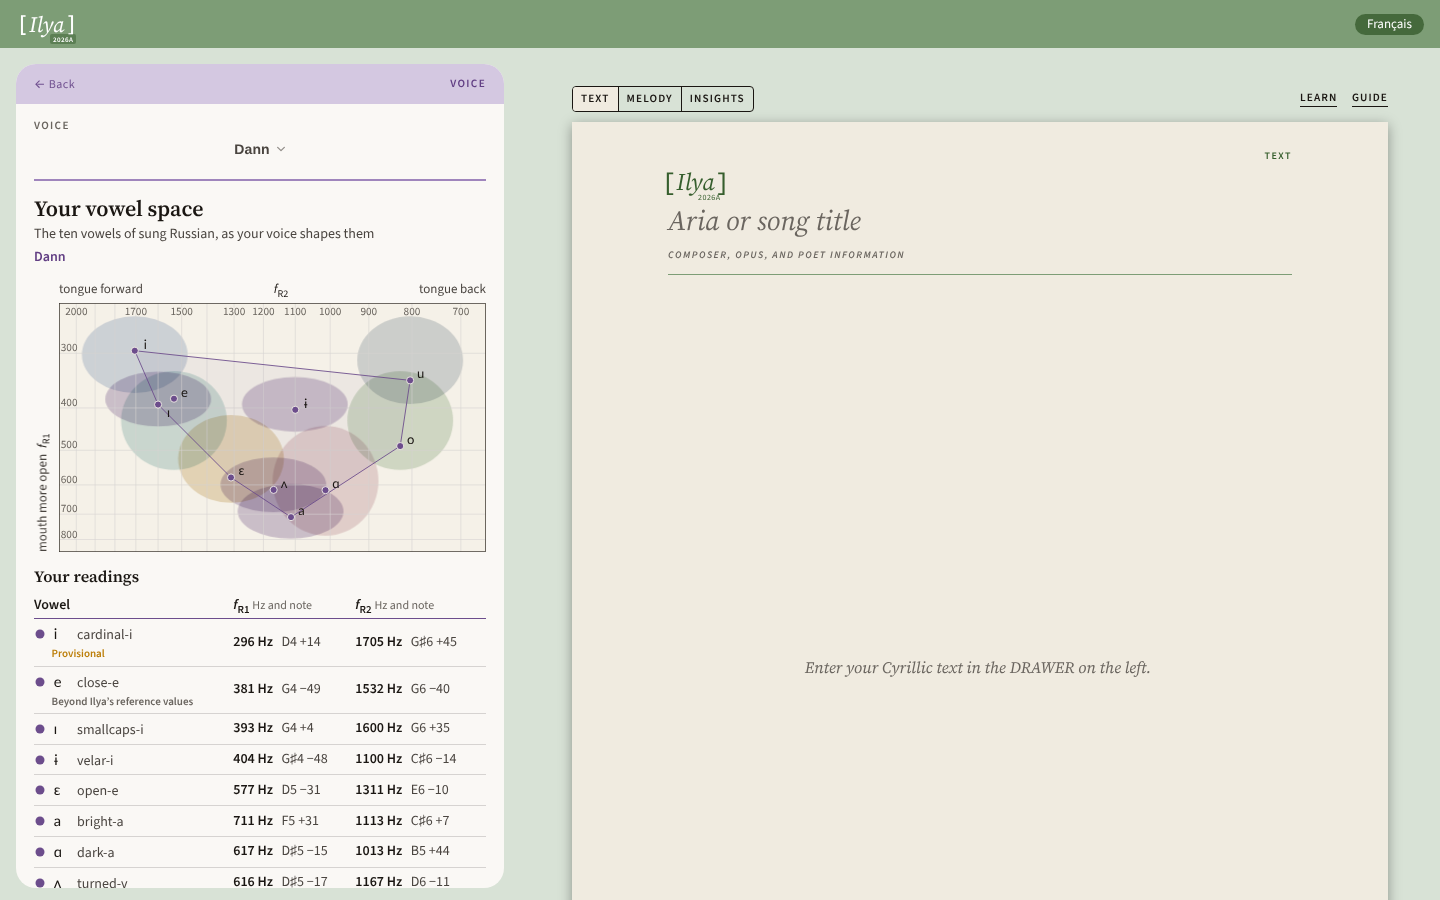 [Ilya]
2026A
Français
← Back
VOICE
VOICE
Dann
Your vowel space
The ten vowels of sung Russian, as your voice shapes them
Dann
tongue forward fR2 tongue back
2000 1700 1500 1300 1200 1100 1000 900 800 700
300
400
500
600
700
800
mouth more open fR1
i
e
ɪ
ɨ
u
o
ɛ
ʌ
ɑ
a
Your readings
Vowel fR1 Hz and note fR2 Hz and note
i cardinal-i 296 Hz D4 +14 1705 Hz G♯6 +45
Provisional
e close-e 381 Hz G4 −49 1532 Hz G6 −40
Beyond Ilya’s reference values
ɪ smallcaps-i 393 Hz G4 +4 1600 Hz G6 +35
ɨ velar-i 404 Hz G♯4 −48 1100 Hz C♯6 −14
ɛ open-e 577 Hz D5 −31 1311 Hz E6 −10
a bright-a 711 Hz F5 +31 1113 Hz C♯6 +7
ɑ dark-a 617 Hz D♯5 −15 1013 Hz B5 +44
ʌ turned-v 616 Hz D♯5 −17 1167 Hz D6 −11
TEXT MELODY INSIGHTS
LEARN GUIDE
TEXT
[Ilya]
2026A
Aria or song title
COMPOSER, OPUS, AND POET INFORMATION
Enter your Cyrillic text in the DRAWER on the left.